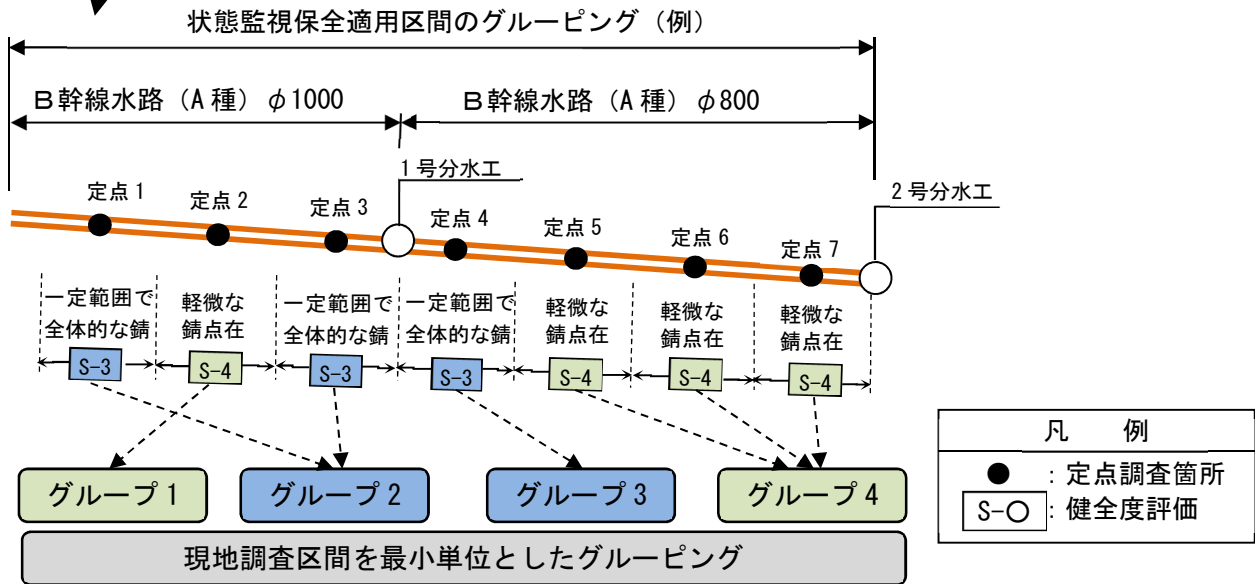 状態監視保全適用区間のグルーピング（例）
B幹線水路（A種）φ1000
B幹線水路（A種）φ800
1号分水工
2号分水工
定点1
定点2
定点3
定点4
定点5
定点6
定点7
一定範囲で
全体的な錆
軽微な
錆点在
一定範囲で
全体的な錆
一定範囲で
全体的な錆
軽微な
錆点在
軽微な
錆点在
軽微な
錆点在
S-3
S-4
S-3
S-3
S-4
S-4
S-4
グループ1
グループ2
グループ3
グループ4
現地調査区間を最小単位としたグルーピング
凡　例
●：定点調査箇所
S-○：健全度評価